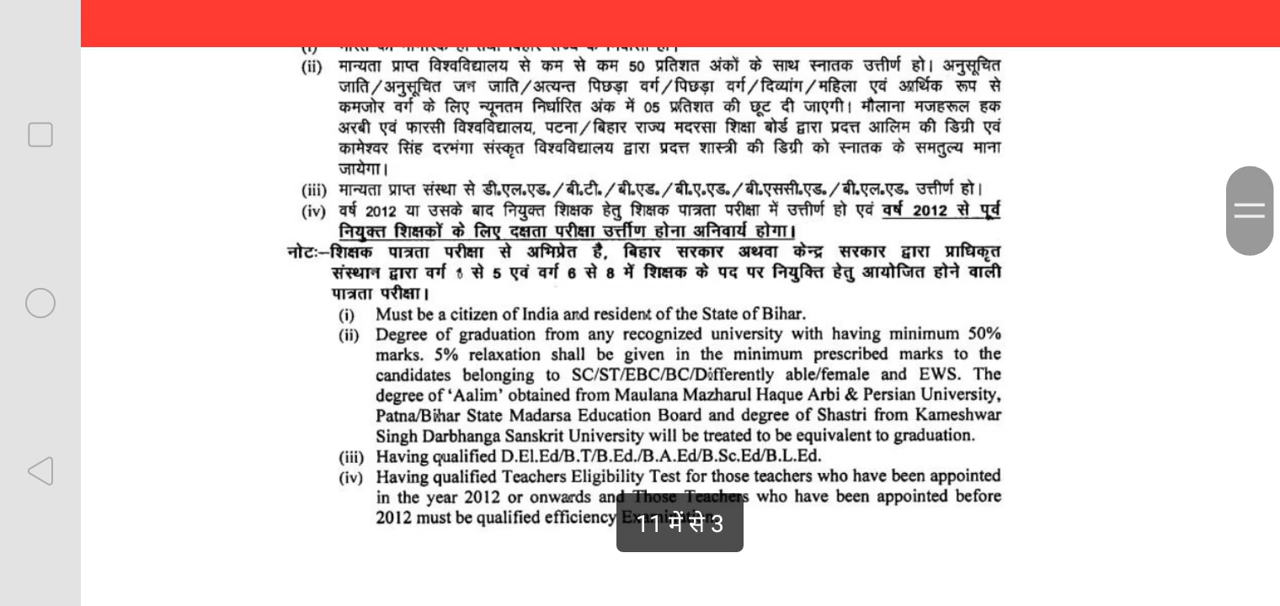 (ii) मान्यता प्राप्त विश्वविद्यालय से कम से कम 50 प्रतिशत अंकों के साथ स्नातक उत्तीर्ण हो। अनुसूचित
जाति/अनुसूचित जन जाति/अत्यन्त पिछड़ा वर्ग/पिछड़ा वर्ग/दिव्यांग/महिला एवं आर्थिक रूप से
कमजोर वर्ग के लिए न्यूनतम निर्धारित अंक में 05 प्रतिशत की छूट दी जाएगी। मौलाना मजहरूल हक
अरबी एवं फारसी विश्वविद्यालय, पटना/बिहार राज्य मदरसा शिक्षा बोर्ड द्वारा प्रदत्त आलिम की डिग्री एवं
कामेश्वर सिंह दरभंगा संस्कृत विश्वविद्यालय द्वारा प्रदत्त शास्त्री की डिग्री को स्नातक के समतुल्य माना
जायेगा।
(iii) मान्यता प्राप्त संस्था से डी.एल.एड./बी.टी./बी.एड./बी.ए.एड./बी.एससी.एड./बी.एल.एड. उत्तीर्ण हो।
(iv) वर्ष 2012 या उसके बाद नियुक्त शिक्षक हेतु शिक्षक पात्रता परीक्षा में उत्तीर्ण हो एवं वर्ष 2012 से पूर्व
नियुक्त शिक्षकों के लिए दक्षता परीक्षा उर्त्तीण होना अनिवार्य होगा।
नोटः–शिक्षक पात्रता परीक्षा से अभिप्रेत है, बिहार सरकार अथवा केन्द्र सरकार द्वारा प्राधिकृत
संस्थान द्वारा वर्ग 1 से 5 एवं वर्ग 6 से 8 में शिक्षक के पद पर नियुक्ति हेतु आयोजित होने वाली
पात्रता परीक्षा।
(i) Must be a citizen of India and resident of the State of Bihar.
(ii) Degree of graduation from any recognized university with having minimum 50%
marks. 5% relaxation shall be given in the minimum prescribed marks to the
candidates belonging to SC/ST/EBC/BC/Differently able/female and EWS. The
degree of ‘Aalim’ obtained from Maulana Mazharul Haque Arbi & Persian University,
Patna/Bihar State Madarsa Education Board and degree of Shastri from Kameshwar
Singh Darbhanga Sanskrit University will be treated to be equivalent to graduation.
(iii) Having qualified D.El.Ed/B.T/B.Ed./B.A.Ed/B.Sc.Ed/B.L.Ed.
(iv) Having qualified Teachers Eligibility Test for those teachers who have been appointed
in the year 2012 or onwards and Those Teachers who have been appointed before
2012 must be qualified efficiency
11 में से 3